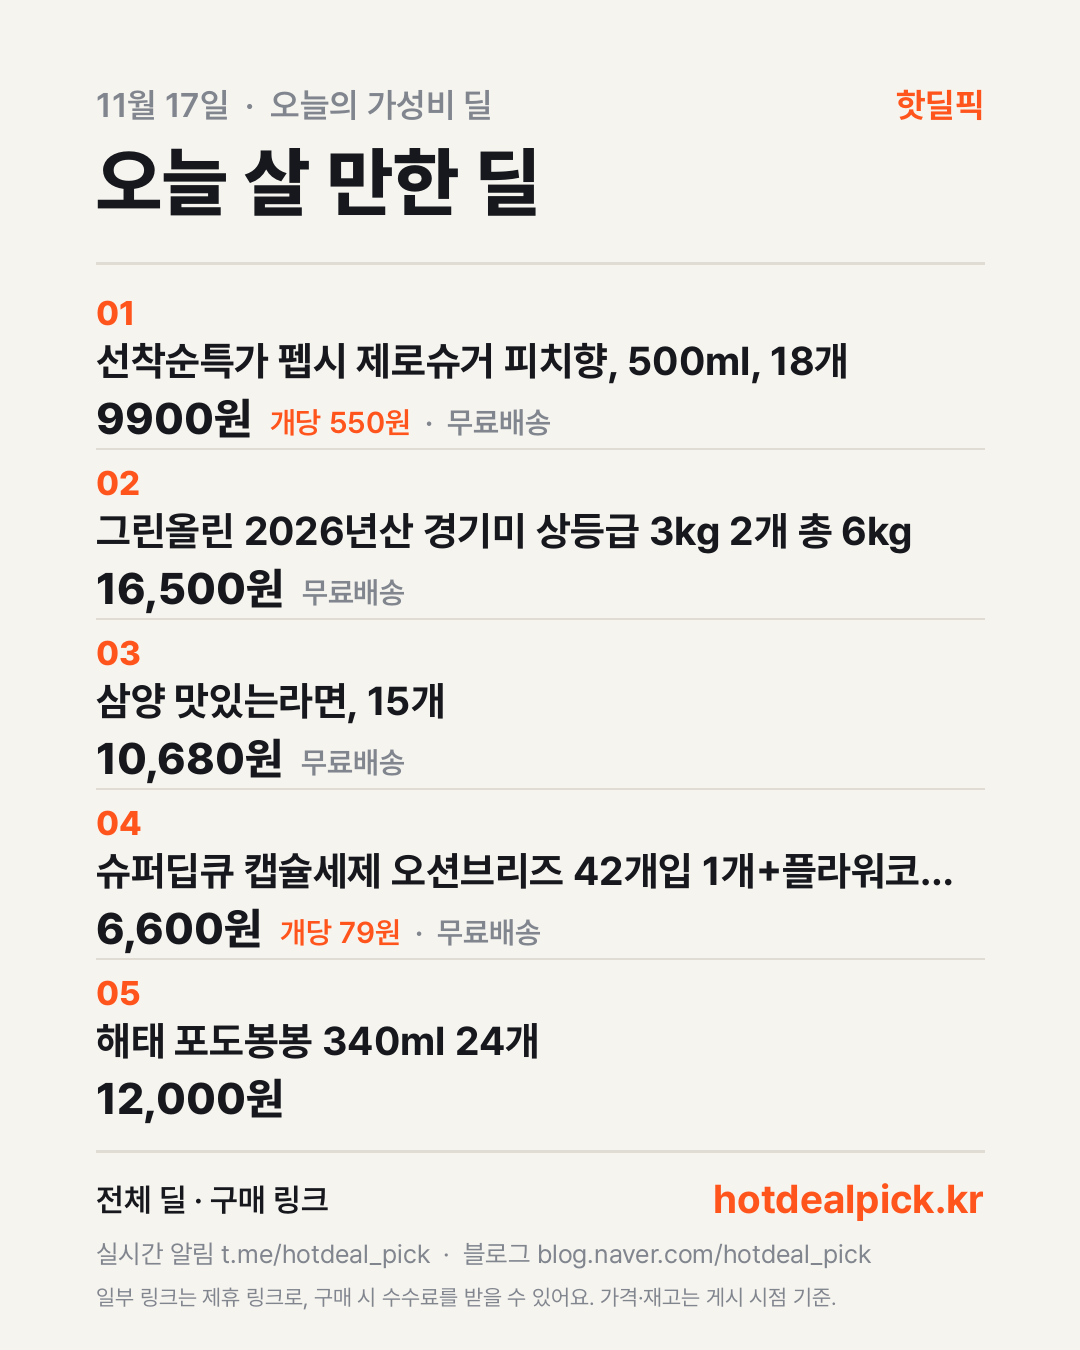 11월 17일 · 오늘의 가성비 딜 핫딜픽
오늘 살 만한 딜
01
선착순특가 펩시 제로슈거 피치향, 500ml, 18개
9900원 개당 550원 · 무료배송
02
그린올린 2026년산 경기미 상등급 3kg 2개 총 6kg
16,500원 무료배송
03
삼양 맛있는라면, 15개
10,680원 무료배송
04
슈퍼딥큐 캡슐세제 오션브리즈 42개입 1개+플라워코...
6,600원 개당 79원 · 무료배송
05
해태 포도봉봉 340ml 24개
12,000원
전체 딜 · 구매 링크 hotdealpick.kr
실시간 알림 t.me/hotdeal_pick · 블로그 blog.naver.com/hotdeal_pick
일부 링크는 제휴 링크로, 구매 시 수수료를 받을 수 있어요. 가격·재고는 게시 시점 기준.